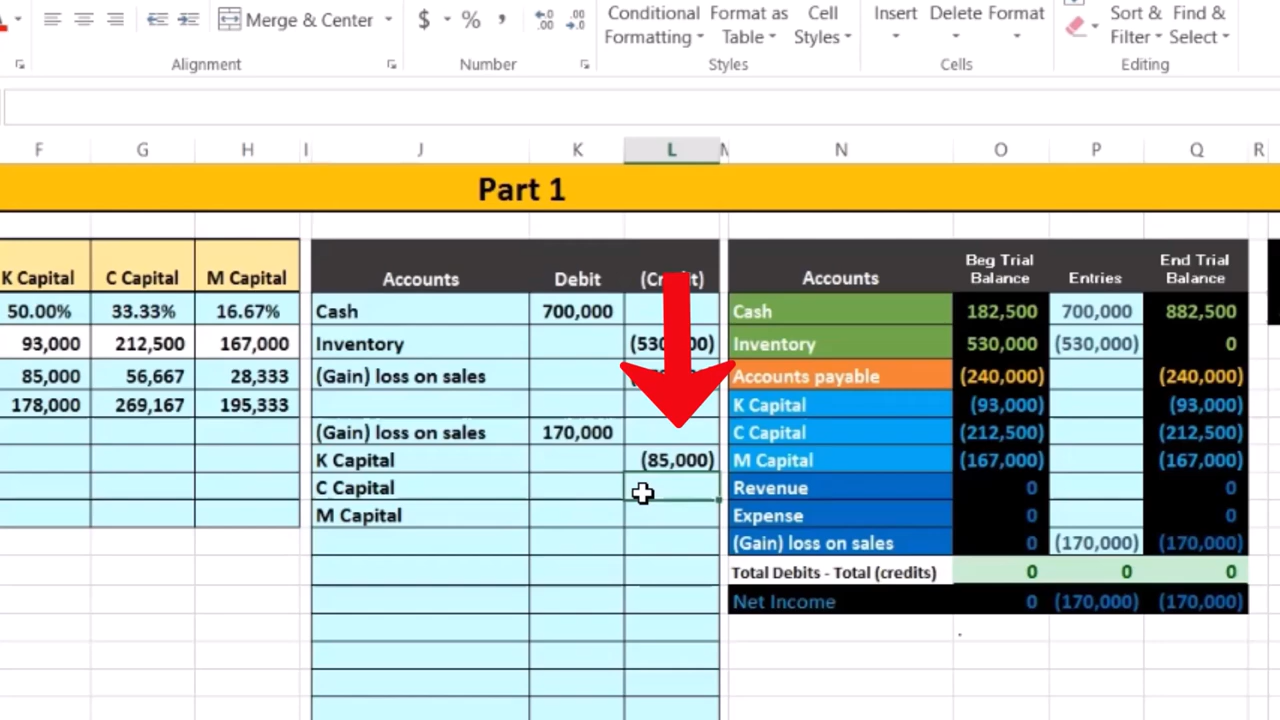 Merge & Center
$ % ,
Conditional Formatting
Format as Table
Cell Styles
Insert Delete Format
Sort & Filter
Find & Select
Alignment Number Styles Cells Editing
F G H I J K L M N O P Q R
Part 1
K Capital C Capital M Capital
50.00% 33.33% 16.67%
93,000 212,500 167,000
85,000 56,667 28,333
178,000 269,167 195,333
Accounts Debit
Cash 700,000
Inventory
(Gain) loss on sales
(Gain) loss on sales 170,000
K Capital (85,000)
C Capital
M Capital
Accounts Beg Trial Balance Entries End Trial Balance
Cash 182,500 700,000 882,500
Inventory 530,000 (530,000) 0
Accounts payable (240,000) (240,000)
K Capital (93,000) (93,000)
C Capital (212,500) (212,500)
M Capital (167,000) (167,000)
Revenue 0 0
Expense 0 0
(Gain) loss on sales 0 (170,000) (170,000)
Total Debits - Total (credits) 0 0 0
Net Income 0 (170,000) (170,000)